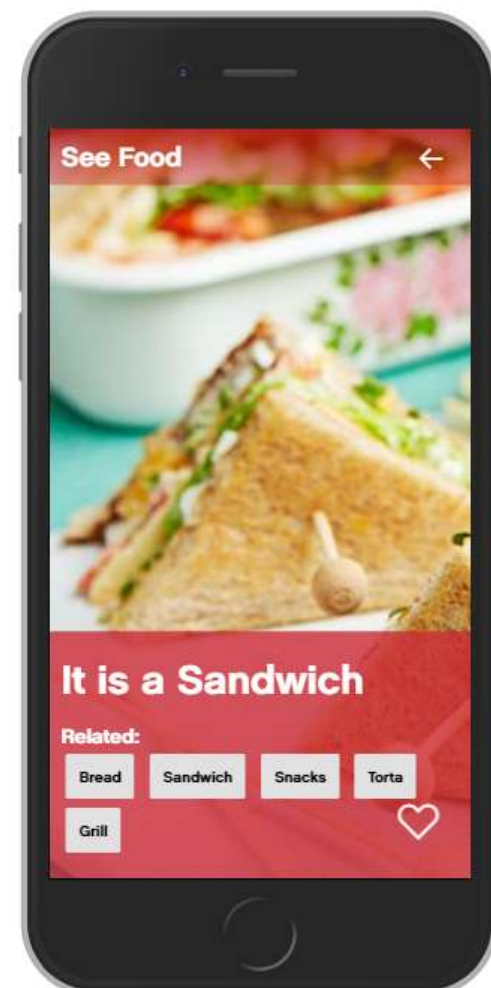 See Food
It is a Sandwich
Related:
Bread Sandwich Snacks Torta
Grill